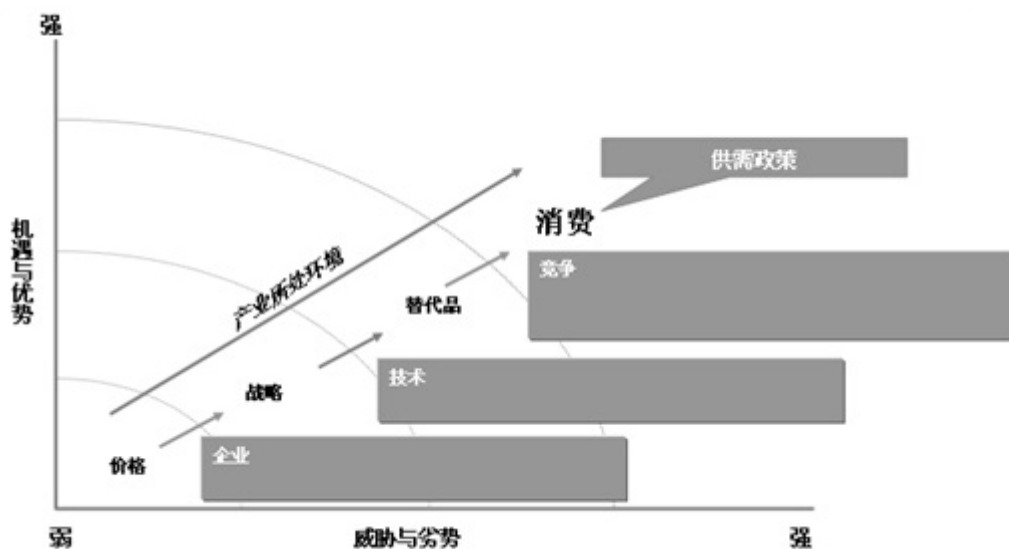 强
供需政策
消费
机遇与优势
产业所处环境
竞争
替代品
技术
战略
企业
价格
弱
威胁与劣势
强